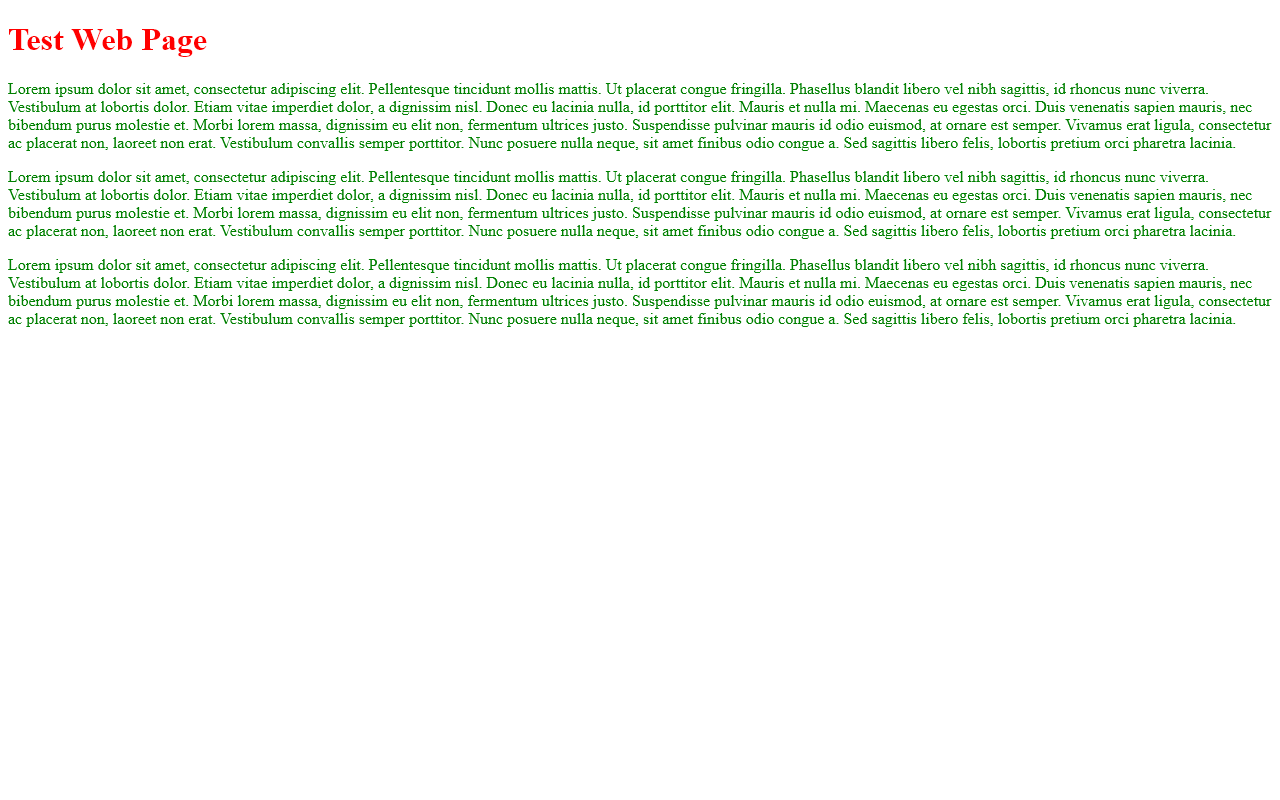 Test Web Page
Lorem ipsum dolor sit amet, consectetur adipiscing elit. Pellentesque tincidunt mollis mattis. Ut placerat congue fringilla. Phasellus blandit libero vel nibh sagittis, id rhoncus nunc viverra.
Vestibulum at lobortis dolor. Etiam vitae imperdiet dolor, a dignissim nisl. Donec eu lacinia nulla, id porttitor elit. Mauris et nulla mi. Maecenas eu egestas orci. Duis venenatis sapien mauris, nec
bibendum purus molestie et. Morbi lorem massa, dignissim eu elit non, fermentum ultrices justo. Suspendisse pulvinar mauris id odio euismod, at ornare est semper. Vivamus erat ligula, consectetur
ac placerat non, laoreet non erat. Vestibulum convallis semper porttitor. Nunc posuere nulla neque, sit amet finibus odio congue a. Sed sagittis libero felis, lobortis pretium orci pharetra lacinia.
Lorem ipsum dolor sit amet, consectetur adipiscing elit. Pellentesque tincidunt mollis mattis. Ut placerat congue fringilla. Phasellus blandit libero vel nibh sagittis, id rhoncus nunc viverra.
Vestibulum at lobortis dolor. Etiam vitae imperdiet dolor, a dignissim nisl. Donec eu lacinia nulla, id porttitor elit. Mauris et nulla mi. Maecenas eu egestas orci. Duis venenatis sapien mauris, nec
bibendum purus molestie et. Morbi lorem massa, dignissim eu elit non, fermentum ultrices justo. Suspendisse pulvinar mauris id odio euismod, at ornare est semper. Vivamus erat ligula, consectetur
ac placerat non, laoreet non erat. Vestibulum convallis semper porttitor. Nunc posuere nulla neque, sit amet finibus odio congue a. Sed sagittis libero felis, lobortis pretium orci pharetra lacinia.
Lorem ipsum dolor sit amet, consectetur adipiscing elit. Pellentesque tincidunt mollis mattis. Ut placerat congue fringilla. Phasellus blandit libero vel nibh sagittis, id rhoncus nunc viverra.
Vestibulum at lobortis dolor. Etiam vitae imperdiet dolor, a dignissim nisl. Donec eu lacinia nulla, id porttitor elit. Mauris et nulla mi. Maecenas eu egestas orci. Duis venenatis sapien mauris, nec
bibendum purus molestie et. Morbi lorem massa, dignissim eu elit non, fermentum ultrices justo. Suspendisse pulvinar mauris id odio euismod, at ornare est semper. Vivamus erat ligula, consectetur
ac placerat non, laoreet non erat. Vestibulum convallis semper porttitor. Nunc posuere nulla neque, sit amet finibus odio congue a. Sed sagittis libero felis, lobortis pretium orci pharetra lacinia.